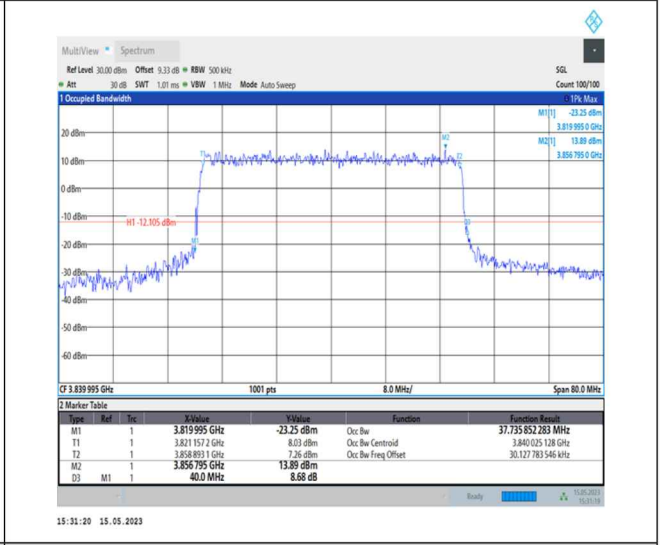 MultiView Spectrum
Ref Level 30.00 dBm Offset 9.33 dB RBW 500 kHz SGL
Att 30 dB SWT 1.01 ms VBW 1 MHz Mode Auto Sweep Count 100/100
1 Occupied Bandwidth 1Pk Max
M1[1] -23.25 dBm
3.819 995 0 GHz
M2[1] 13.89 dBm
3.856 795 0 GHz
20 dBm
M2
T1
T2
10 dBm
0 dBm
-10 dBm
H1 -12.105 dBm
-20 dBm
M1
-30 dBm
-40 dBm
-50 dBm
-60 dBm
CF 3.839 995 GHz 1001 pts 8.0 MHz/ Span 80.0 MHz
2 Marker Table
Type Ref Trc X-Value Y-Value Function Function Result
M1 1 3.819995 GHz -23.25 dBm Occ Bw 37.735 852 283 MHz
T1 1 3.821 157 2 GHz 8.03 dBm Occ Bw Centroid 3.840 025 128 GHz
T2 1 3.858 893 1 GHz 7.26 dBm Occ Bw Freq Offset 30.127 783 546 kHz
M2 1 3.856795 GHz 13.89 dBm
D3 M1 1 40.0 MHz 8.68 dB
Ready 15.05.2023
15:31:19
15:31:20 15.05.2023